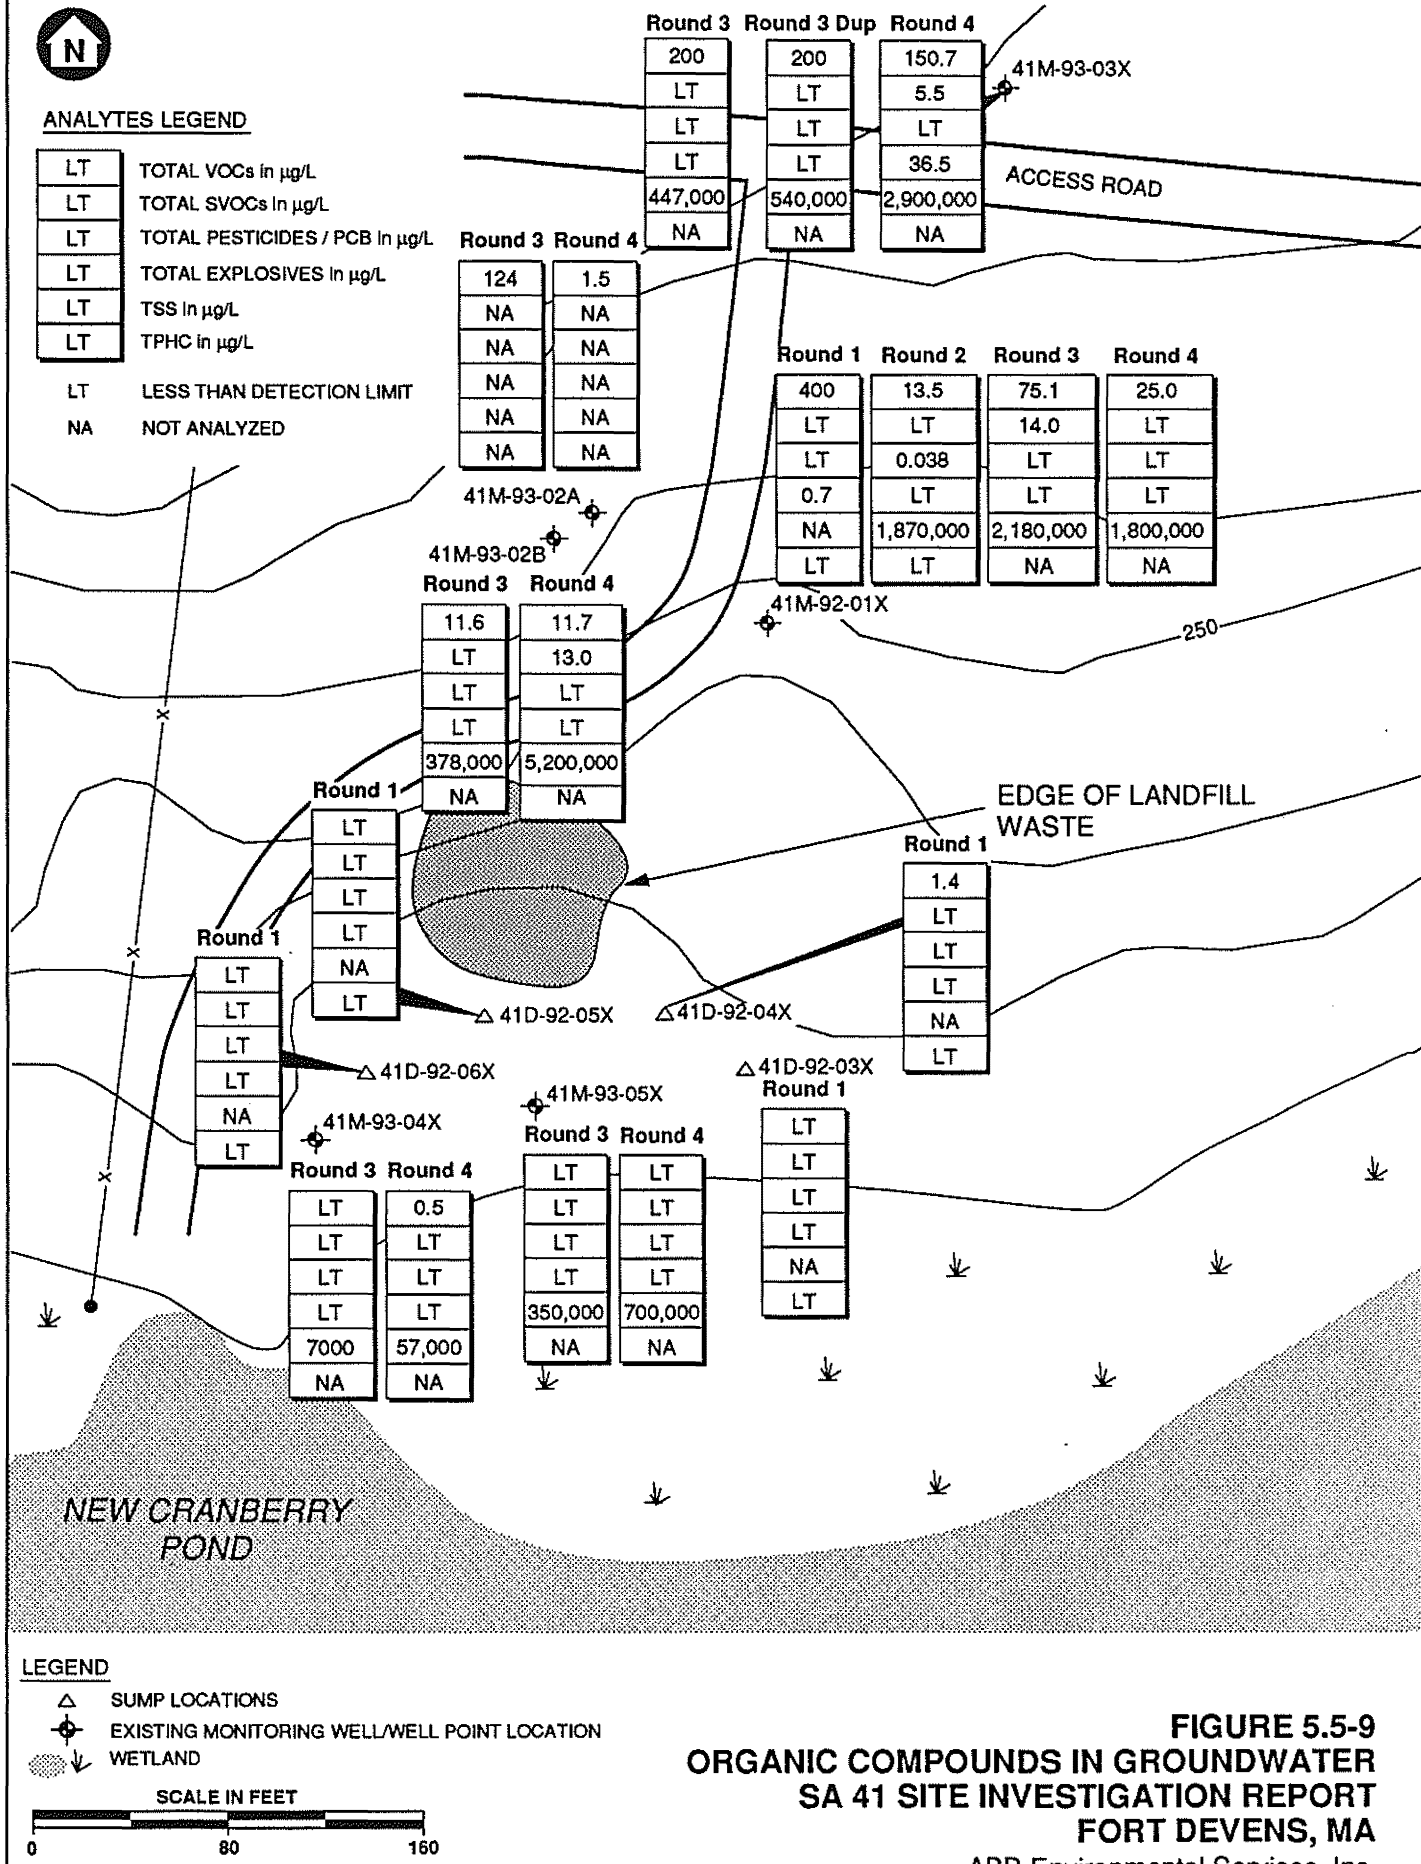 N
ANALYTES LEGEND
LT TOTAL VOCs in µg/L
LT TOTAL SVOCs in µg/L
LT TOTAL PESTICIDES / PCB in µg/L
LT TOTAL EXPLOSIVES in µg/L
LT TSS in µg/L
LT TPHC in µg/L
LT LESS THAN DETECTION LIMIT
NA NOT ANALYZED
Round 3 Round 3 Dup Round 4
200 200 150.7
LT LT 5.5
LT LT LT
LT LT 36.5
447,000 540,000 2,900,000
NA NA NA
41M-93-03X
ACCESS ROAD
Round 3 Round 4
124 1.5
NA NA
NA NA
NA NA
NA NA
NA NA
41M-93-02A
41M-93-02B
Round 1 Round 2 Round 3 Round 4
400 13.5 75.1 25.0
LT LT 14.0 LT
LT 0.038 LT LT
0.7 LT LT LT
NA 1,870,000 2,180,000 1,800,000
LT LT NA NA
41M-92-01X
250
Round 3 Round 4
11.6 11.7
LT 13.0
LT LT
LT LT
378,000 5,200,000
NA NA
x
EDGE OF LANDFILL
WASTE
Round 1
LT
LT
LT
LT
NA
LT
41D-92-05X
Round 1
1.4
LT
LT
LT
NA
LT
41D-92-04X
Round 1
LT
LT
LT
LT
NA
LT
41D-92-06X
x
41D-92-03X
Round 1
LT
LT
LT
LT
NA
LT
41M-93-05X
Round 3 Round 4
LT LT
LT LT
LT LT
LT LT
350,000 700,000
NA NA
41M-93-04X
Round 3 Round 4
LT 0.5
LT LT
LT LT
LT LT
7000 57,000
NA NA
x
NEW CRANBERRY
POND
LEGEND
SUMP LOCATIONS
EXISTING MONITORING WELL/WELL POINT LOCATION
WETLAND
SCALE IN FEET
0 80 160
FIGURE 5.5-9
ORGANIC COMPOUNDS IN GROUNDWATER
SA 41 SITE INVESTIGATION REPORT
FORT DEVENS, MA
ABB Environmental Services, Inc.